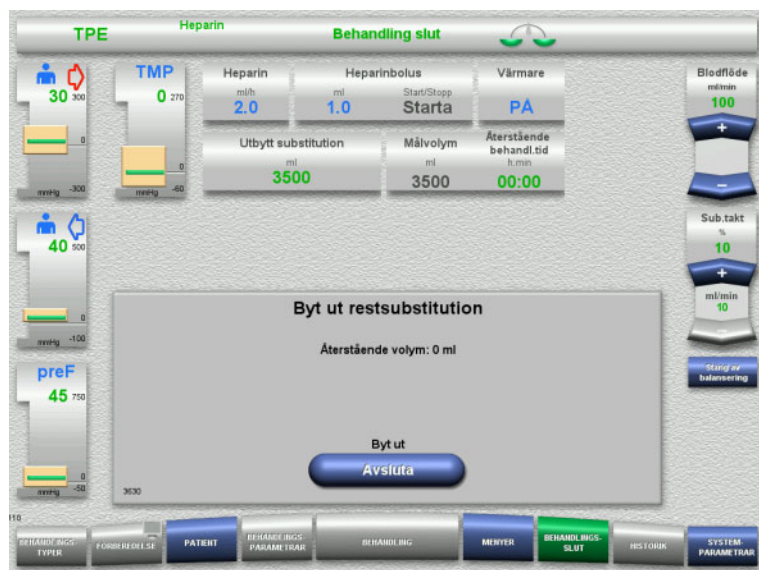 TPE
Heparin
Behandling slut
30 300
0
mmHg -300
TMP
0 270
0
mmHg -60
Heparin
ml/h
2.0
Heparinbolus
ml Start/Stopp
1.0 Starta
Värmare
PÅ
Utbytt substitution
ml
3500
Målvolym
ml
3500
Återstående
behandl.tid
h.min
00:00
Blodflöde
ml/min
100
+
−
40 500
0
mmHg -100
Sub.takt
%
10
+
ml/min
10
−
Stäng av
balansering
preF
45 750
0
mmHg -50
Byt ut restsubstitution
Återstående volym: 0 ml
Byt ut
Avsluta
3630
BEHANDLINGS-
TYPER
FÖRBEREDELSE
PATIENT
BEHANDLINGS-
PARAMETRAR
BEHANDLING
MENYER
BEHANDLINGS-
SLUT
HISTORIK
SYSTEM-
PARAMETRAR